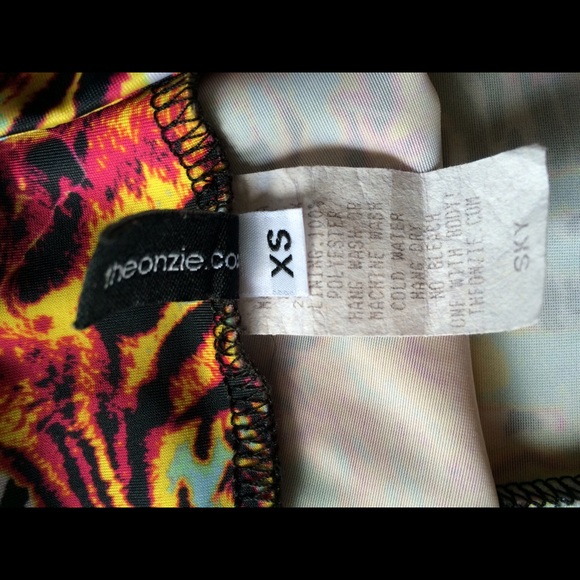 theonzie.co
XS
LINING:100%
POLYESTER
HAND WASH OR
MACHINE WASH
COLD WATER
HANG DRY
NO BLEACH
ONE WITH BODY!
THEONZIE.COM
SKY